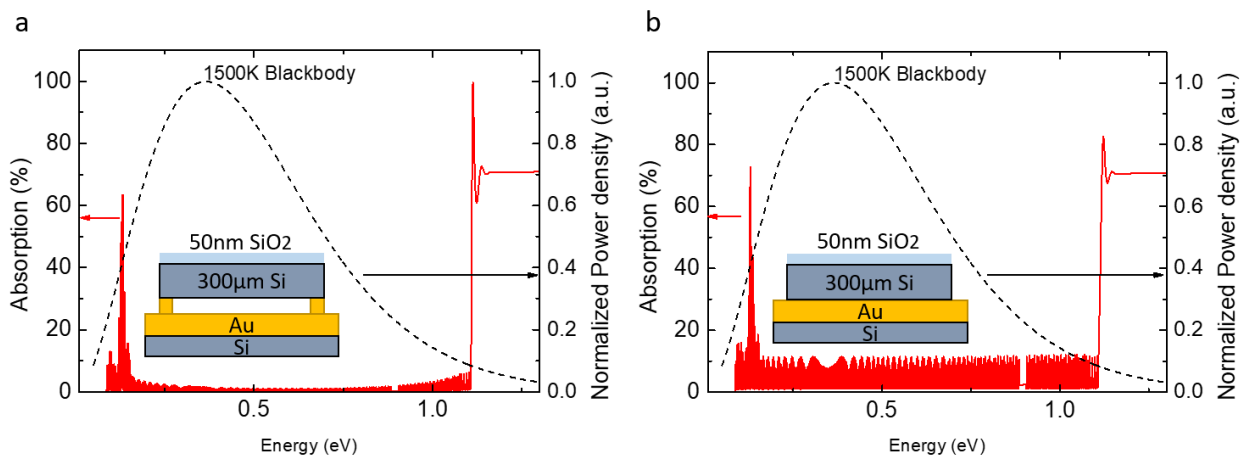 a
1500K Blackbody
Absorption (%)
100
80
60
40
20
0
1.0
0.8
0.6
0.4
0.2
0.0
Normalized Power density (a.u.)
50nm SiO2
300µm Si
Au
Si
0.5
1.0
Energy (eV)
b
1500K Blackbody
Absorption (%)
100
80
60
40
20
0
1.0
0.8
0.6
0.4
0.2
0.0
Normalized Power density (a.u.)
50nm SiO2
300µm Si
Au
Si
0.5
1.0
Energy (eV)